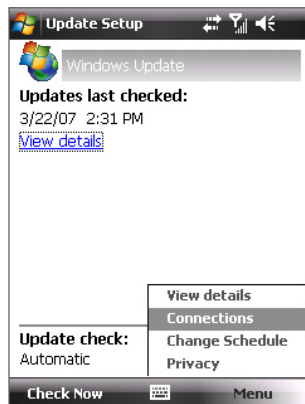 Update Setup
Windows Update
Updates last checked:
3/22/07 2:31 PM
View details
View details
Connections
Change Schedule
Privacy
Update check:
Automatic
Check Now
Menu